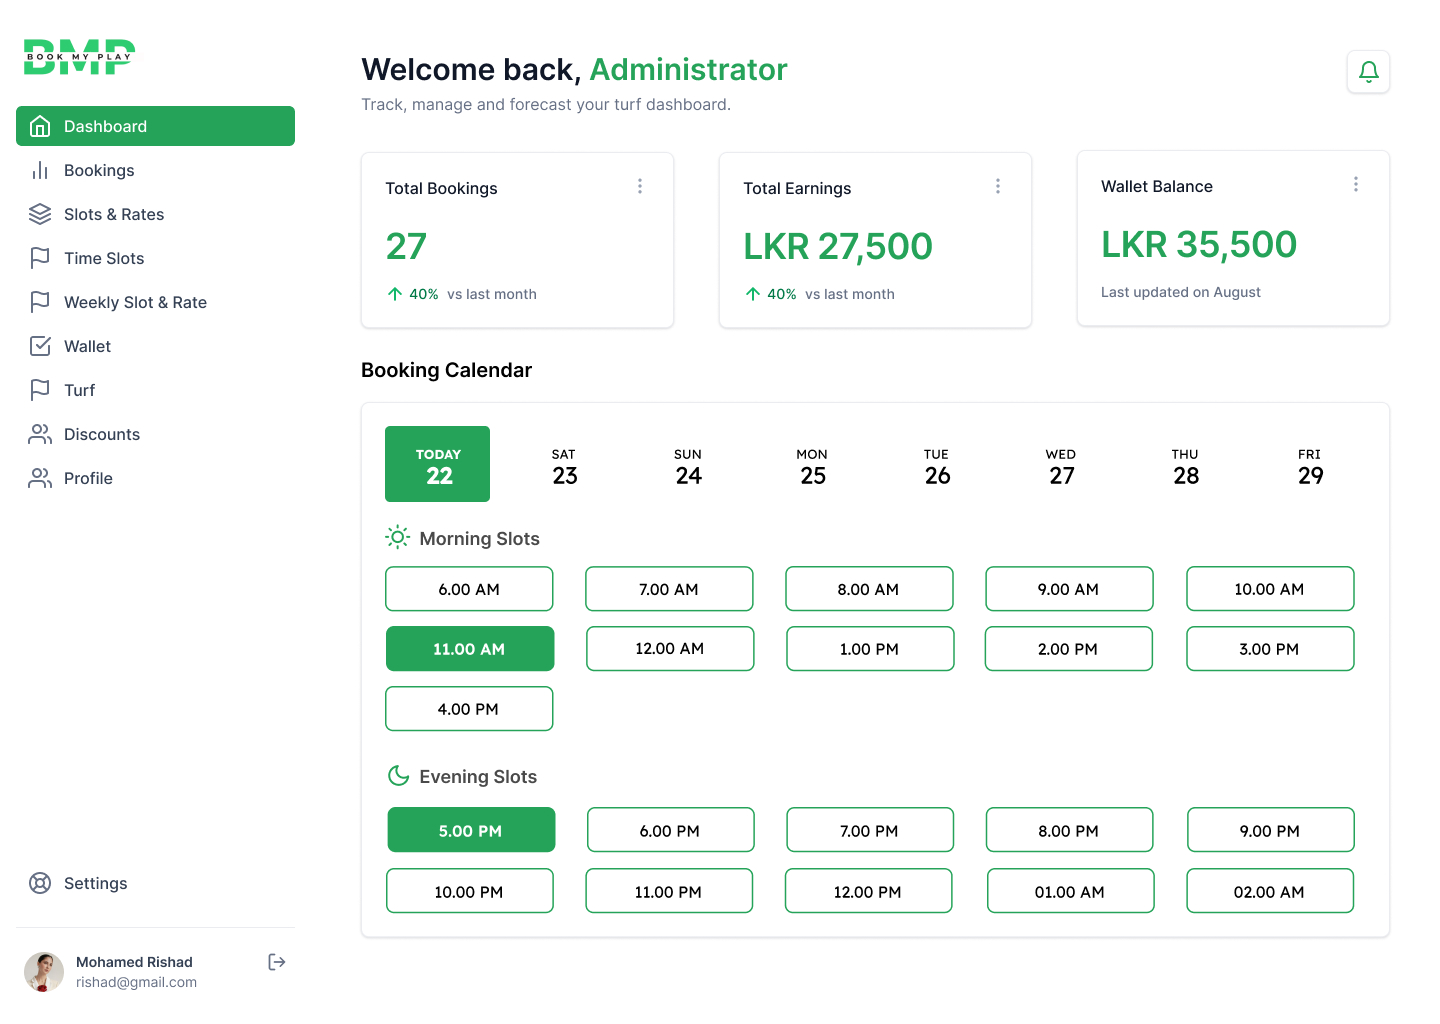 BMP
BOOK MY PLAY
Dashboard
Bookings
Slots & Rates
Time Slots
Weekly Slot & Rate
Wallet
Turf
Discounts
Profile
Settings
Mohamed Rishad
rishad@gmail.com
Welcome back, Administrator
Track, manage and forecast your turf dashboard.
Total Bookings
27
40% vs last month
Total Earnings
LKR 27,500
40% vs last month
Wallet Balance
LKR 35,500
Last updated on August
Booking Calendar
TODAY SAT SUN MON TUE WED THU FRI
22 23 24 25 26 27 28 29
Morning Slots
6.00 AM 7.00 AM 8.00 AM 9.00 AM 10.00 AM
11.00 AM 12.00 AM 1.00 PM 2.00 PM 3.00 PM
4.00 PM
Evening Slots
5.00 PM 6.00 PM 7.00 PM 8.00 PM 9.00 PM
10.00 PM 11.00 PM 12.00 PM 01.00 AM 02.00 AM